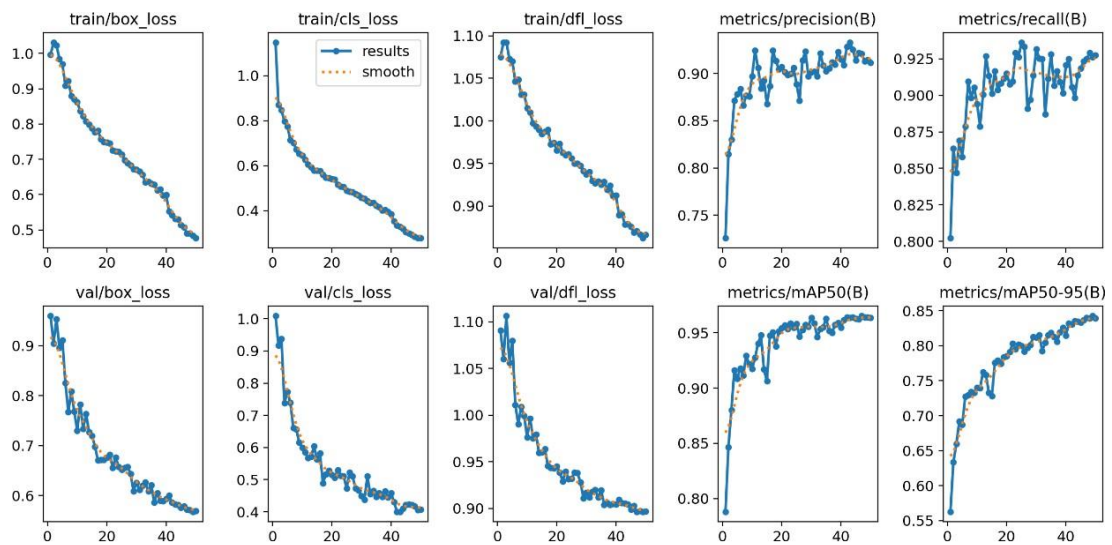 train/box_loss
1.0
0.9
0.8
0.7
0.6
0.5
0 20 40
train/cls_loss
results
smooth
1.0
0.8
0.6
0.4
0 20 40
train/dfl_loss
1.10
1.05
1.00
0.95
0.90
0 20 40
metrics/precision(B)
0.90
0.85
0.80
0.75
0 20 40
metrics/recall(B)
0.925
0.900
0.875
0.850
0.825
0.800
0 20 40
val/box_loss
0.9
0.8
0.7
0.6
0 20 40
val/cls_loss
1.0
0.9
0.8
0.7
0.6
0.5
0.4
0 20 40
val/dfl_loss
1.10
1.05
1.00
0.95
0.90
0 20 40
metrics/mAP50(B)
0.95
0.90
0.85
0.80
0 20 40
metrics/mAP50-95(B)
0.85
0.80
0.75
0.70
0.65
0.60
0.55
0 20 40